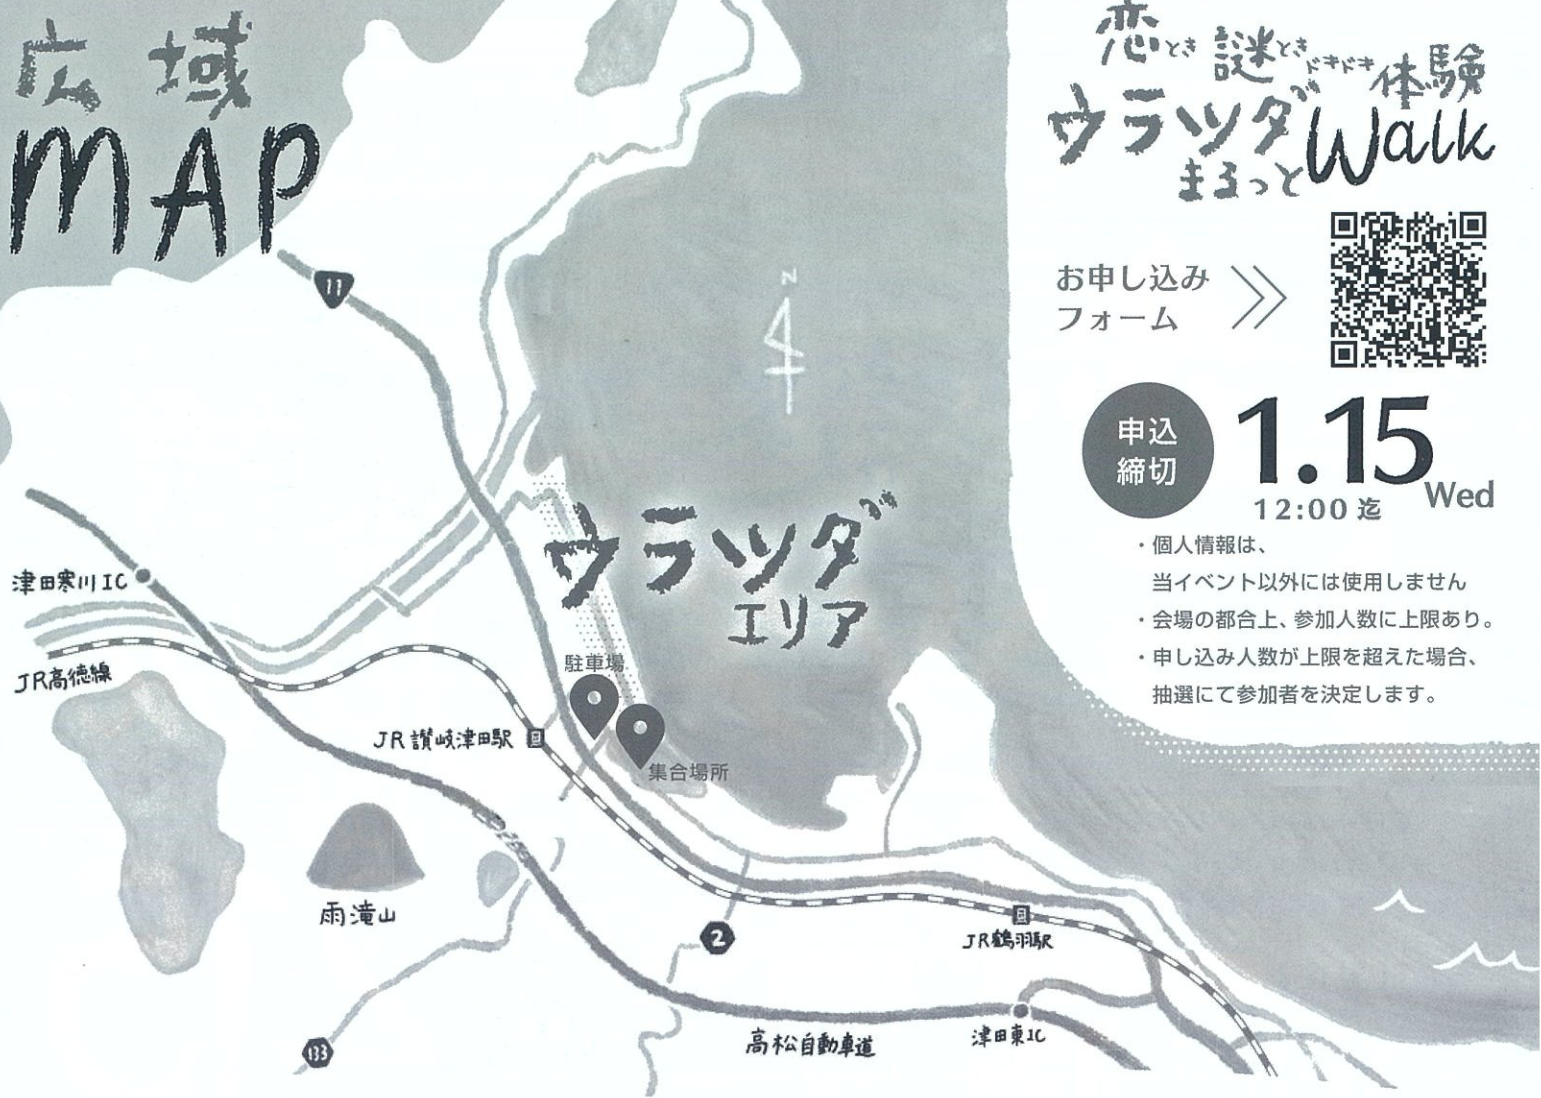 広域
MAP
恋とき 謎とき ドキドキ 体験
ウラツダ
まるっと Walk
お申し込み
フォーム
申込
締切
1.15 Wed
12:00 迄
・個人情報は、
当イベント以外には使用しません
・会場の都合上、参加人数に上限あり。
・申し込み人数が上限を超えた場合、
抽選にて参加者を決定します。
N
11
ウラツダ
エリア
津田寒川IC
JR高徳線
駐車場
集合場所
JR讃岐津田駅
雨滝山
2
JR鶴羽駅
133
高松自動車道
津田東IC